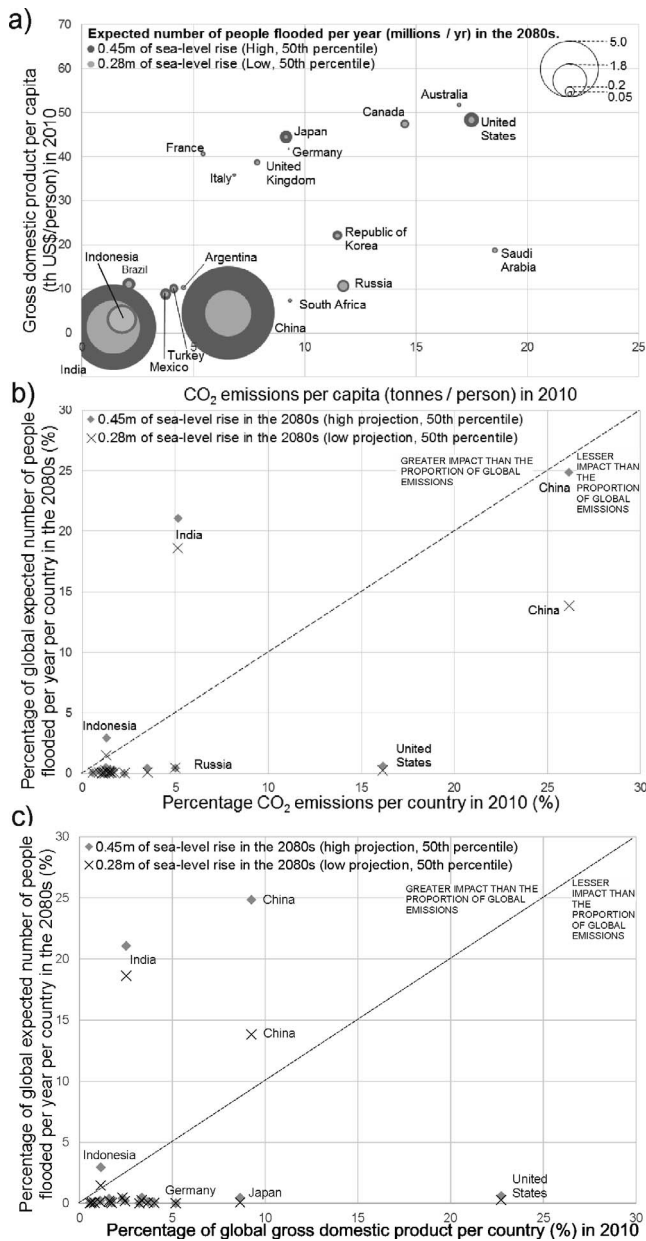 a)
Expected number of people flooded per year (millions / yr) in the 2080s.
0.45m of sea-level rise (High, 50th percentile)
0.28m of sea-level rise (Low, 50th percentile)
5.0
1.8
0.2
0.05
Gross domestic product per capita
(th US$/person) in 2010
70
60
50
40
30
20
10
0
Australia
Canada
United
States
Japan
Germany
France
United
Kingdom
Italy
Republic of
Korea
Saudi
Arabia
Indonesia
Brazil
Argentina
Russia
South Africa
China
Turkey
Mexico
India
5
10
15
20
25
CO₂ emissions per capita (tonnes / person) in 2010
b)
0.45m of sea-level rise in the 2080s (high projection, 50th percentile)
0.28m of sea-level rise in the 2080s (low projection, 50th percentile)
GREATER IMPACT THAN THE
PROPORTION OF GLOBAL
EMISSIONS
LESSER
IMPACT THAN
THE
PROPORTION
OF GLOBAL
EMISSIONS
Percentage of global expected number of people
flooded per year per country in the 2080s (%)
30
25
20
15
10
5
0
China
India
China
Indonesia
Russia
United
States
0
5
10
15
20
25
30
Percentage CO₂ emissions per country in 2010 (%)
c)
0.45m of sea-level rise in the 2080s (high projection, 50th percentile)
0.28m of sea-level rise in the 2080s (low projection, 50th percentile)
GREATER IMPACT THAN THE
PROPORTION OF GLOBAL
EMISSIONS
LESSER
IMPACT THAN
THE
PROPORTION
OF GLOBAL
EMISSIONS
Percentage of global expected number of people
flooded per year per country in the 2080s (%)
30
25
20
15
10
5
0
China
India
China
Indonesia
Germany
Japan
United
States
0
5
10
15
20
25
30
Percentage of global gross domestic product per country (%) in 2010